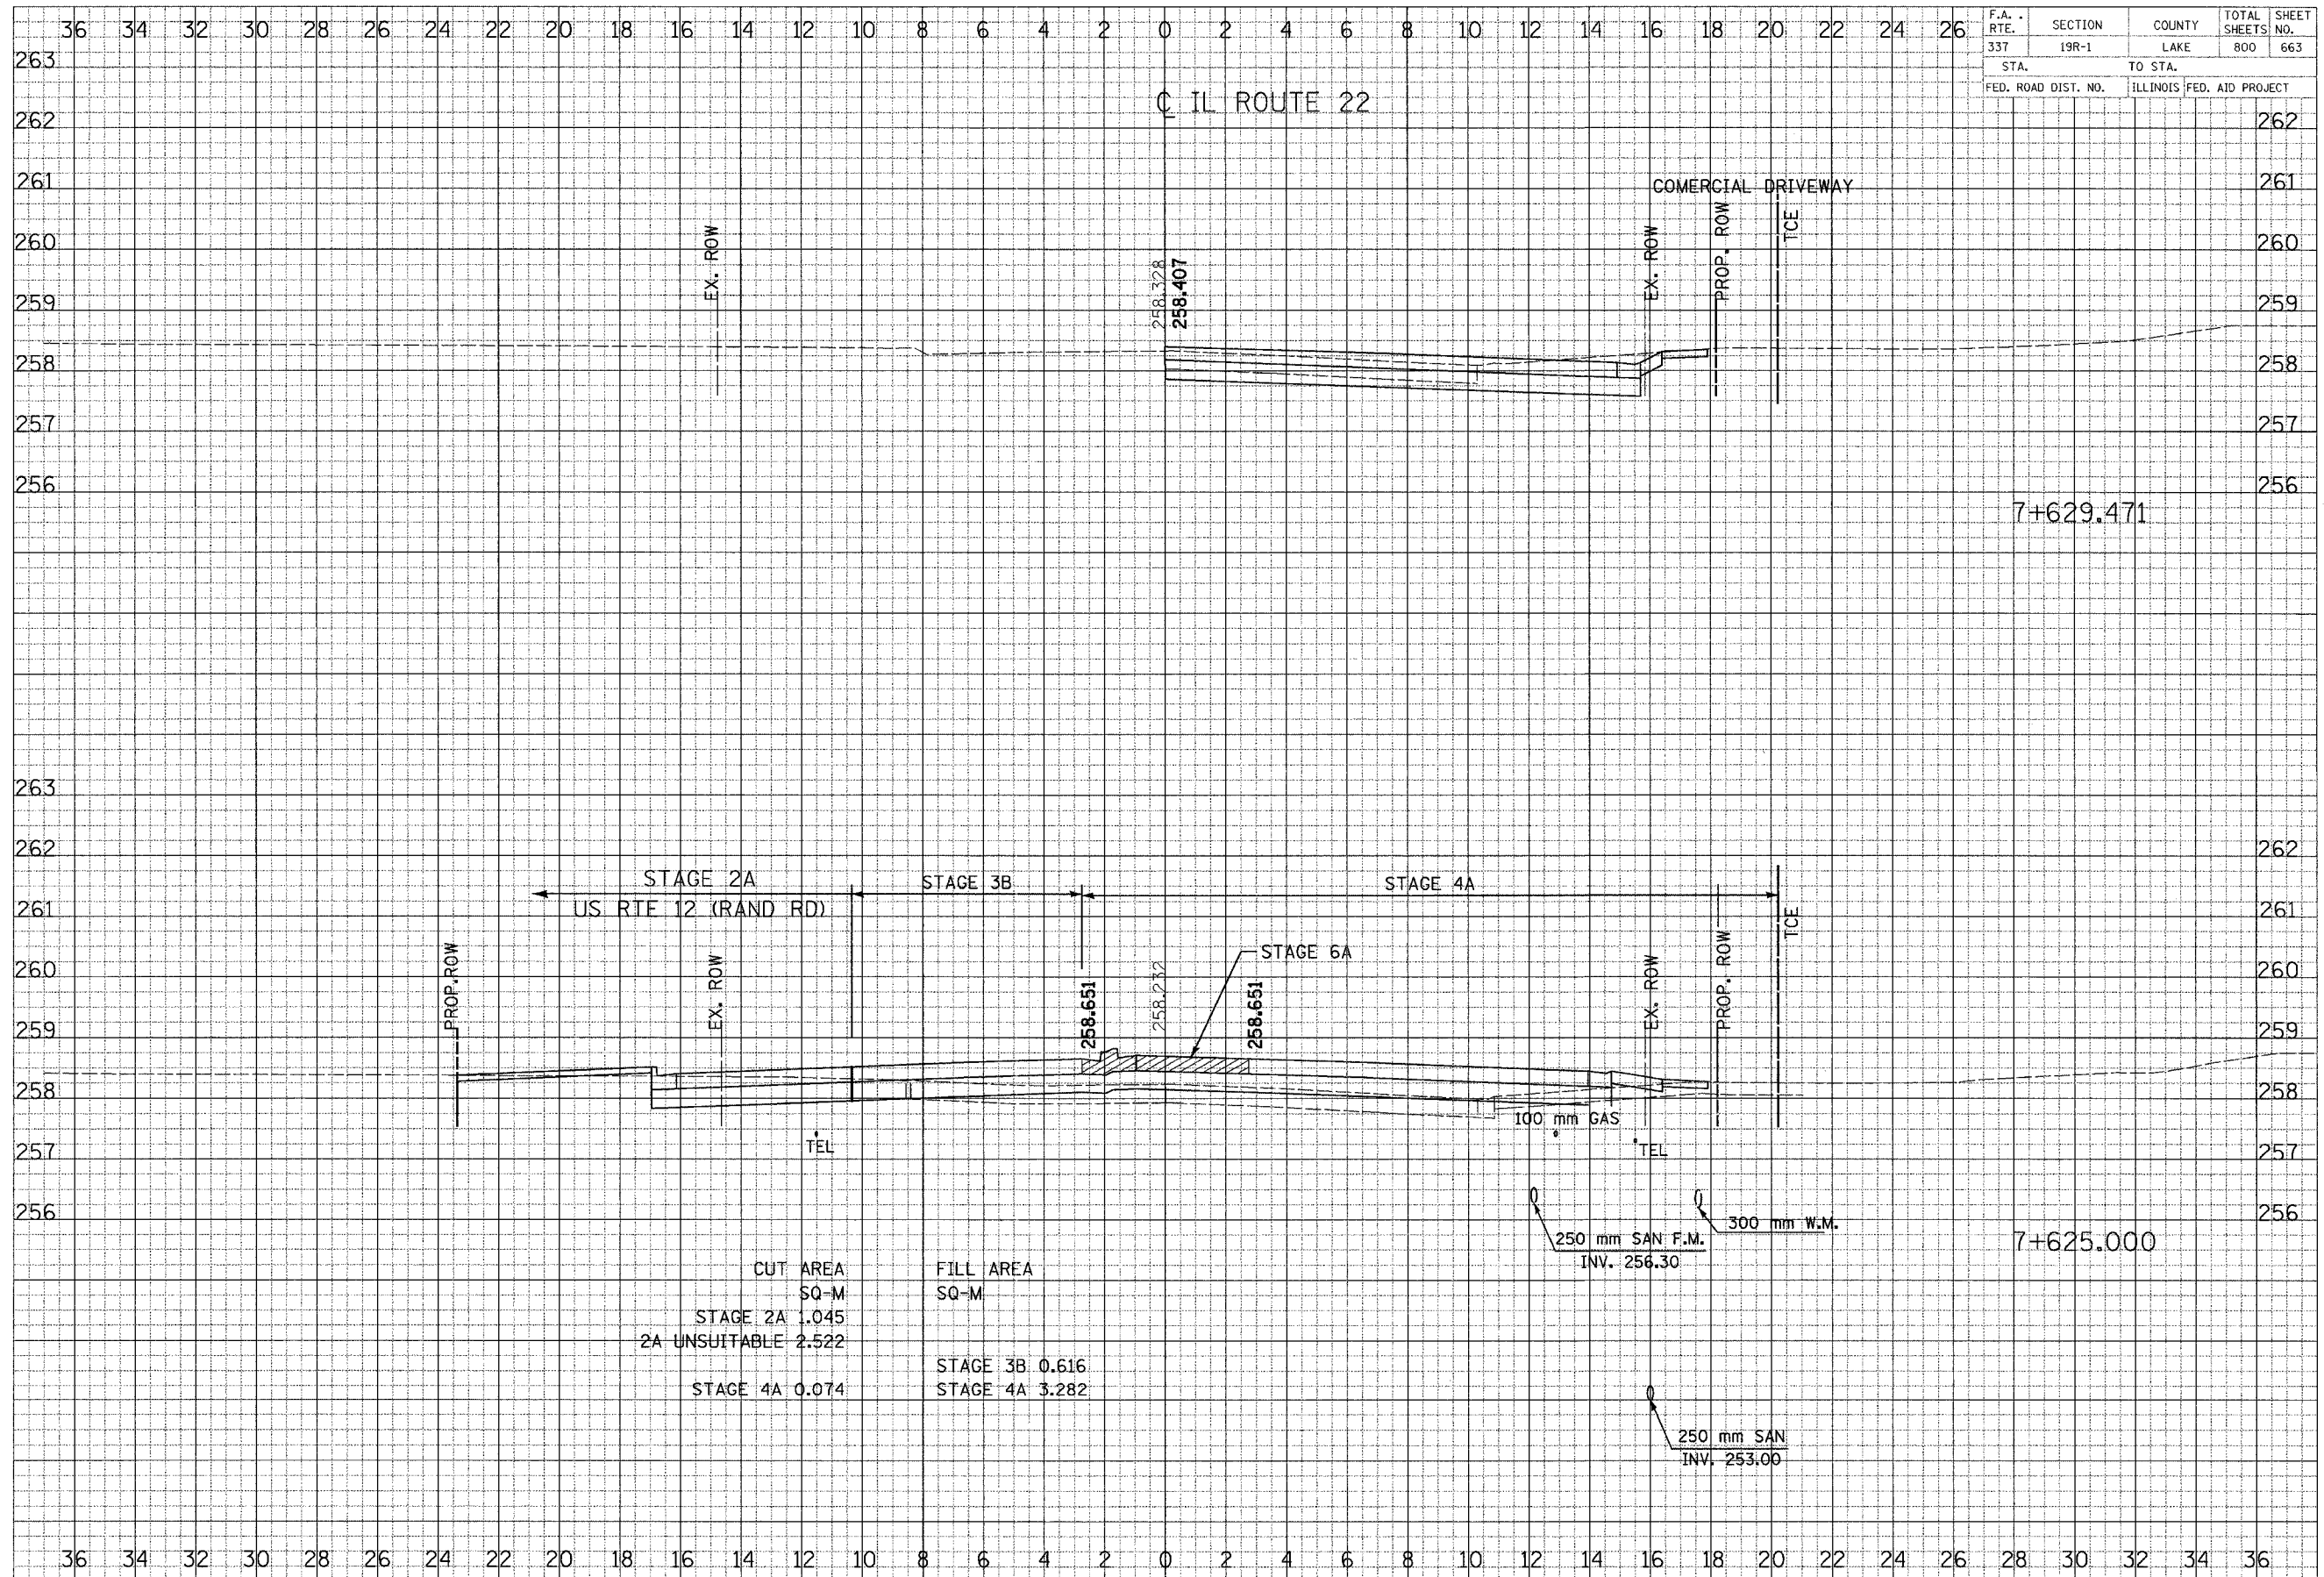 36 34 32 30 28 26 24 22 20 18 16 14 12 10 8 6 4 2 0 2 4 6 8 10 12 14 16 18 20 22 24 26
F.A. RTE. SECTION COUNTY TOTAL SHEETS SHEET NO.
337 19R-1 LAKE 800 663
STA. TO STA.
FED. ROAD DIST. NO. ILLINOIS FED. AID PROJECT
263
℄ IL ROUTE 22
262 262
261 261
COMERCIAL DRIVEWAY
EX. ROW
258.328
258.407
EX. ROW
PROP. ROW
TCE
260 260
259 259
258 258
257 257
256 256
7+629.471
263 263
262 262
STAGE 2A
STAGE 3B
STAGE 4A
US RTE 12 (RAND RD)
261 261
STAGE 6A
PROP.ROW
EX. ROW
258.651
258.232
258.651
EX. ROW
PROP. ROW
TCE
260 260
259 259
258 258
100 mm GAS
TEL
TEL
257 257
256 256
300 mm W.M.
250 mm SAN F.M.
INV. 256.30
7+625.000
CUT AREA FILL AREA
SQ-M SQ-M
STAGE 2A 1.045
2A UNSUITABLE 2.522
STAGE 3B 0.616
STAGE 4A 0.074 STAGE 4A 3.282
250 mm SAN
INV. 253.00
36 34 32 30 28 26 24 22 20 18 16 14 12 10 8 6 4 2 0 2 4 6 8 10 12 14 16 18 20 22 24 26 28 30 32 34 36